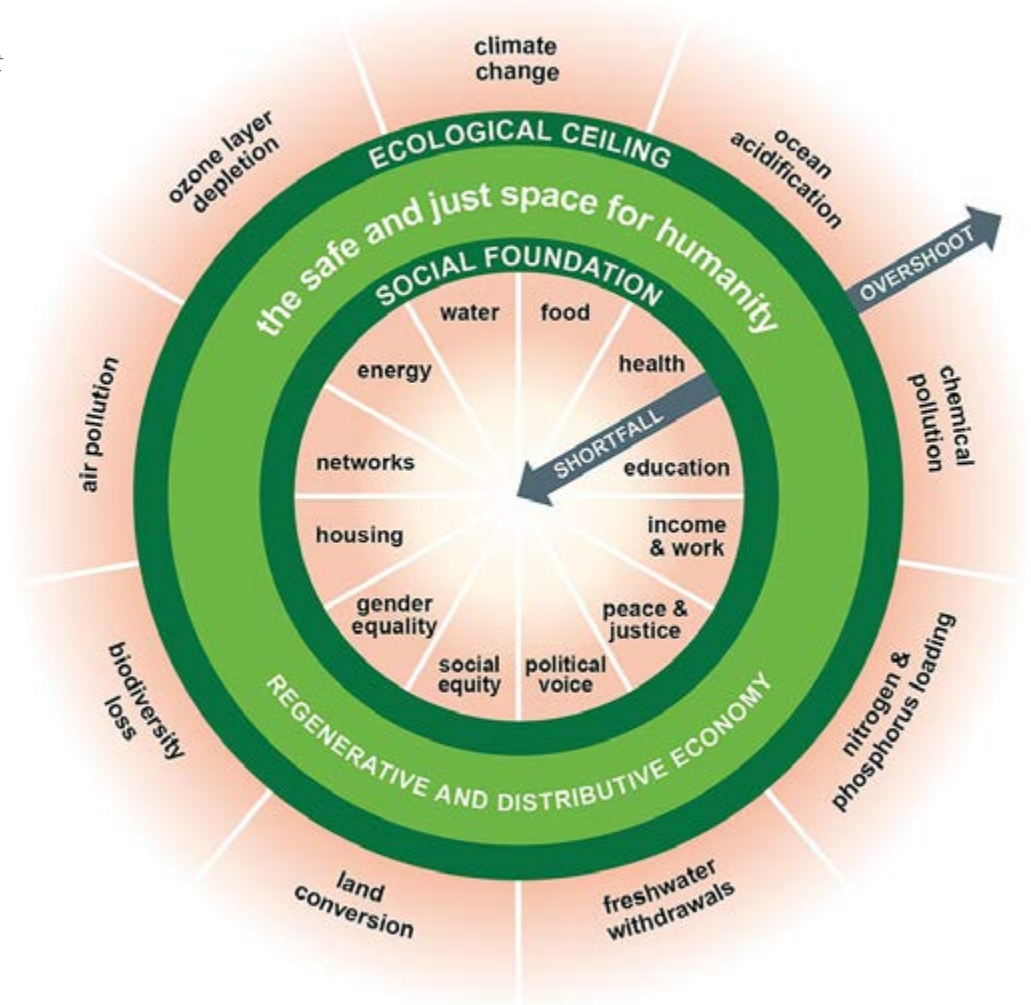 climate
change
ozone layer
depletion
ocean
acidification
ECOLOGICAL CEILING
OVERSHOOT
the safe and just space for humanity
SOCIAL FOUNDATION
water
food
energy
health
SHORTFALL
networks
education
housing
income
& work
gender
equality
peace &
justice
social
equity
political
voice
REGENERATIVE AND DISTRIBUTIVE ECONOMY
air pollution
chemical
pollution
biodiversity
loss
nitrogen &
phosphorus loading
land
conversion
freshwater
withdrawals